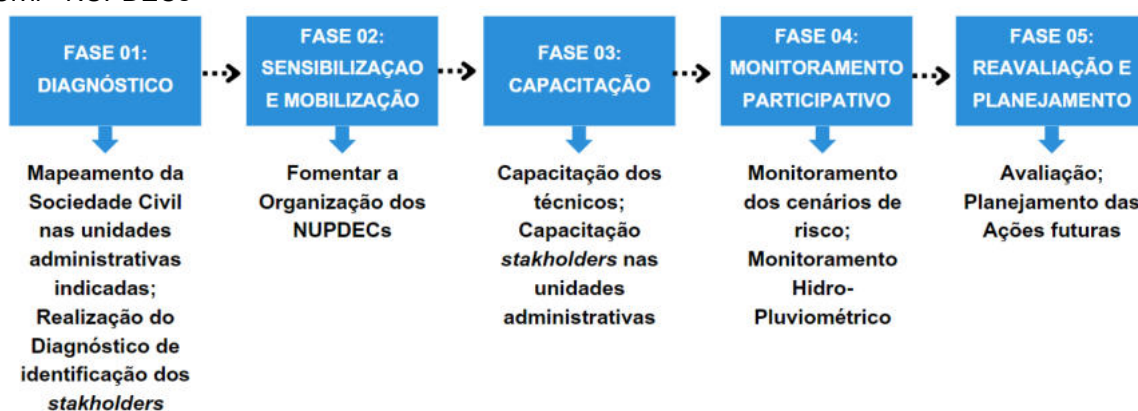 NUPDECs
FASE 01:
DIAGNÓSTICO
FASE 02:
SENSIBILIZAÇAO
E MOBILIZAÇÃO
FASE 03:
CAPACITAÇÃO
FASE 04:
MONITORAMENTO
PARTICIPATIVO
FASE 05:
REAVALIAÇÃO E
PLANEJAMENTO
Mapeamento da
Sociedade Civil
nas unidades
administrativas
indicadas;
Realização do
Diagnóstico de
identificação dos
stakholders
Fomentar a
Organização dos
NUPDECs
Capacitação dos
técnicos;
Capacitação
stakholders nas
unidades
administrativas
Monitoramento
dos cenários de
risco;
Monitoramento
Hidro-
Pluviométrico
Avaliação;
Planejamento das
Ações futuras